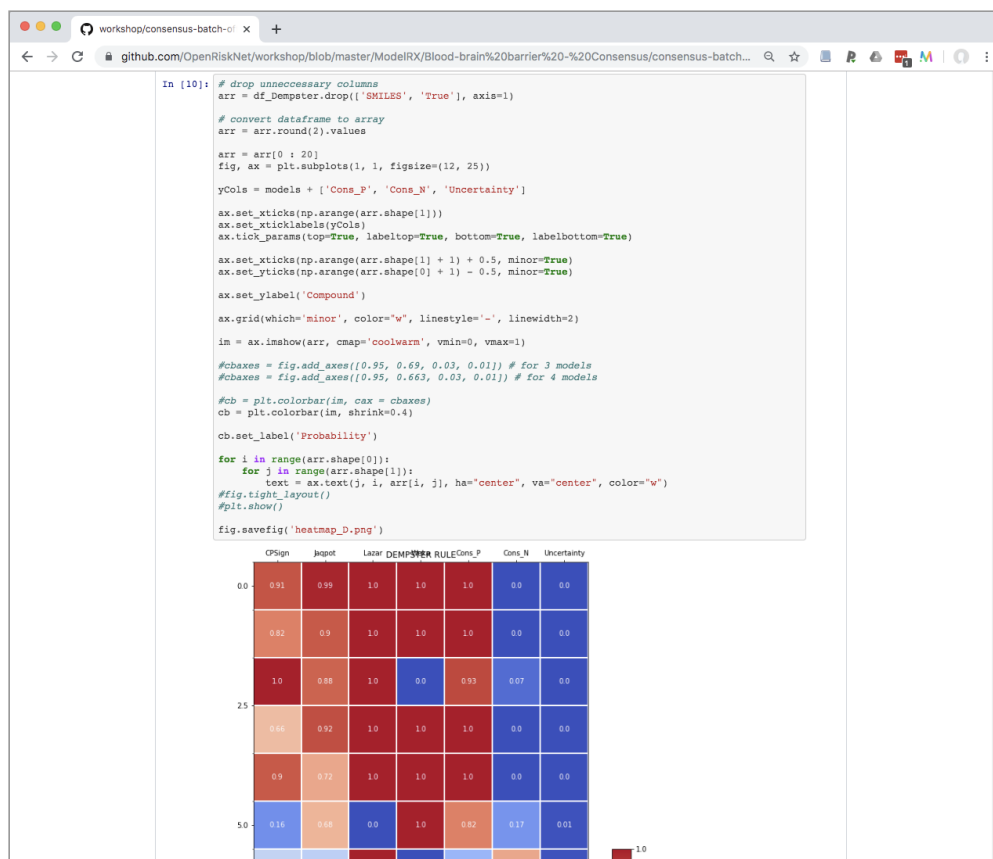 workshop/consensus-batch-of
github.com/OpenRiskNet/workshop/blob/master/ModelRX/Blood-brain%20barrier%20-%20Consensus/consensus-batch...
1
In [10]: # drop unneccessary columns
arr = df_Dempster.drop(['SMILES', 'True'], axis=1)
# convert dataframe to array
arr = arr.round(2).values
arr = arr[0 : 20]
fig, ax = plt.subplots(1, 1, figsize=(12, 25))
yCols = models + ['Cons_P', 'Cons_N', 'Uncertainty']
ax.set_xticks(np.arange(arr.shape[1]))
ax.set_xticklabels(yCols)
ax.tick_params(top=True, labeltop=True, bottom=True, labelbottom=True)
ax.set_xticks(np.arange(arr.shape[1] + 1) + 0.5, minor=True)
ax.set_yticks(np.arange(arr.shape[0] + 1) - 0.5, minor=True)
ax.set_ylabel('Compound')
ax.grid(which='minor', color="w", linestyle='-', linewidth=2)
im = ax.imshow(arr, cmap='coolwarm', vmin=0, vmax=1)
#cbaxes = fig.add_axes([0.95, 0.69, 0.03, 0.01]) # for 3 models
#cbaxes = fig.add_axes([0.95, 0.663, 0.03, 0.01]) # for 4 models
#cb = plt.colorbar(im, cax = cbaxes)
cb = plt.colorbar(im, shrink=0.4)
cb.set_label('Probability')
for i in range(arr.shape[0]):
for j in range(arr.shape[1]):
text = ax.text(j, i, arr[i, j], ha="center", va="center", color="w")
#fig.tight_layout()
#plt.show()
fig.savefig('heatmap_D.png')
CPSign Jaqpot Lazar DEMPSTER RULE Cons_P Cons_N Uncertainty
0.0 0.91 0.99 1.0 1.0 1.0 0.0 0.0
0.82 0.9 1.0 1.0 1.0 0.0 0.0
1.0 0.88 1.0 0.0 0.93 0.07 0.0
2.5
0.66 0.92 1.0 1.0 1.0 0.0 0.0
0.9 0.72 1.0 1.0 1.0 0.0 0.0
5.0 0.16 0.68 0.0 1.0 0.82 0.17 0.01
1.0